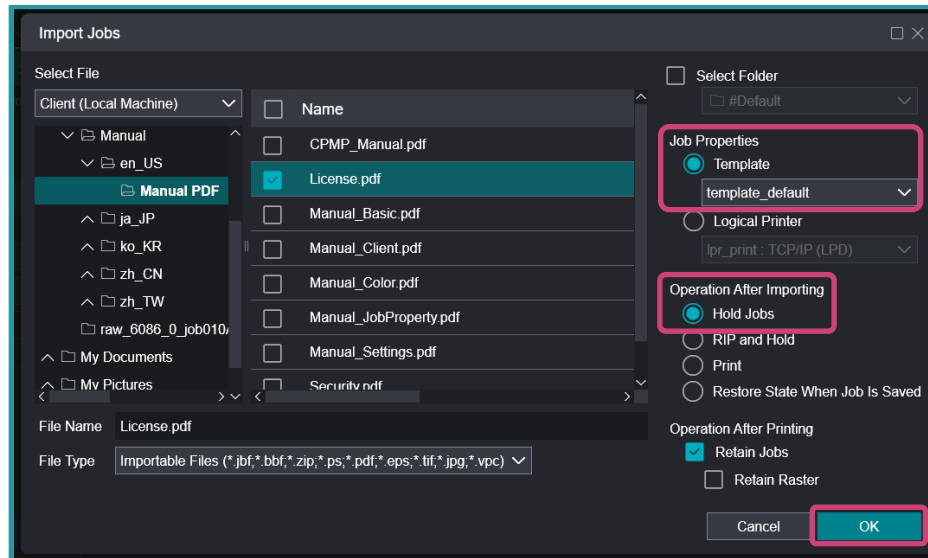 Import Jobs
Select File
Client (Local Machine)
Manual
en_US
Manual PDF
ja_JP
ko_KR
zh_CN
zh_TW
raw_6086_0_job010/
My Documents
My Pictures
Name
CPMP_Manual.pdf
License.pdf
Manual_Basic.pdf
Manual_Client.pdf
Manual_Color.pdf
Manual_JobProperty.pdf
Manual_Settings.pdf
Security.pdf
File Name License.pdf
File Type Importable Files (*.jbf;*.bbf;*.zip;*.ps;*.pdf;*.eps;*.tif;*.jpg;*.vpc)
Select Folder
#Default
Job Properties
Template
template_default
Logical Printer
lpr_print : TCP/IP (LPD)
Operation After Importing
Hold Jobs
RIP and Hold
Print
Restore State When Job Is Saved
Operation After Printing
Retain Jobs
Retain Raster
Cancel OK